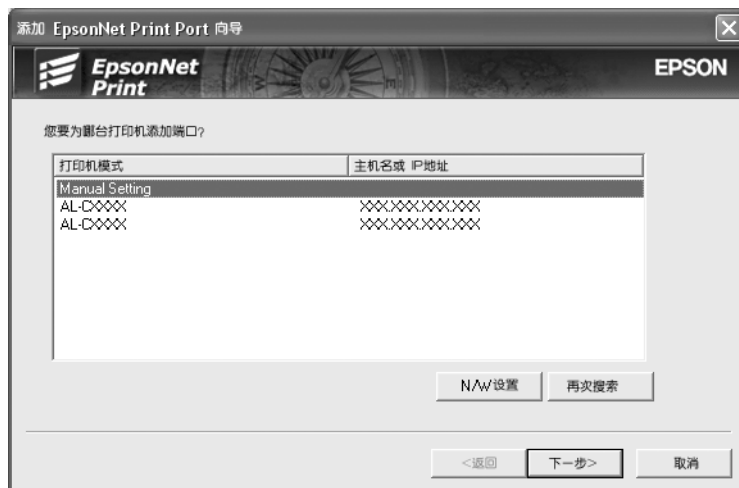 添加 EpsonNet Print Port 向导
EpsonNet
Print
EPSON
您要为哪台打印机添加端口?
打印机模式 主机名或 IP地址
Manual Setting
AL-CXXXX XXX.XXX.XXX.XXX
AL-CXXXX XXX.XXX.XXX.XXX
N/W 设置 再次搜索
<返回 下一步> 取消